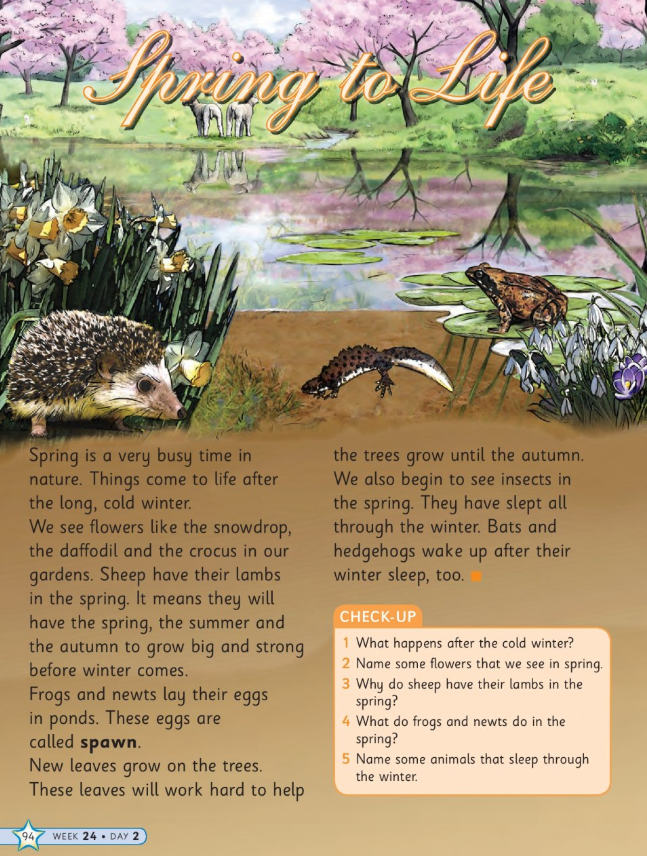 Spring to Life
Spring is a very busy time in
nature. Things come to life after
the long, cold winter.
We see flowers like the snowdrop,
the daffodil and the crocus in our
gardens. Sheep have their lambs
in the spring. It means they will
have the spring, the summer and
the autumn to grow big and strong
before winter comes.
Frogs and newts lay their eggs
in ponds. These eggs are
called spawn.
New leaves grow on the trees.
These leaves will work hard to help
the trees grow until the autumn.
We also begin to see insects in
the spring. They have slept all
through the winter. Bats and
hedgehogs wake up after their
winter sleep, too.
CHECK-UP
1 What happens after the cold winter?
2 Name some flowers that we see in spring.
3 Why do sheep have their lambs in the
spring?
4 What do frogs and newts do in the
spring?
5 Name some animals that sleep through
the winter.
94 WEEK 24 • DAY 2